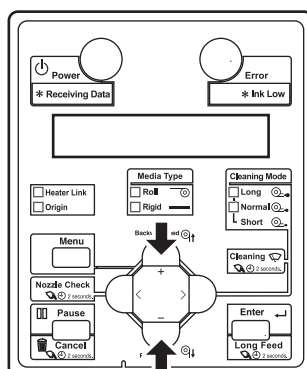 Power
Error
* Receiving Data
* Ink Low
Media Type
Cleaning Mode
Heater Link
Roll
Long
Origin
Rigid
Normal
Short
Menu
Cleaning
2 seconds.
+
Nozzle Check
2 seconds.
< >
Pause
−
Enter
Cancel
2 seconds.
Long Feed
2 seconds.